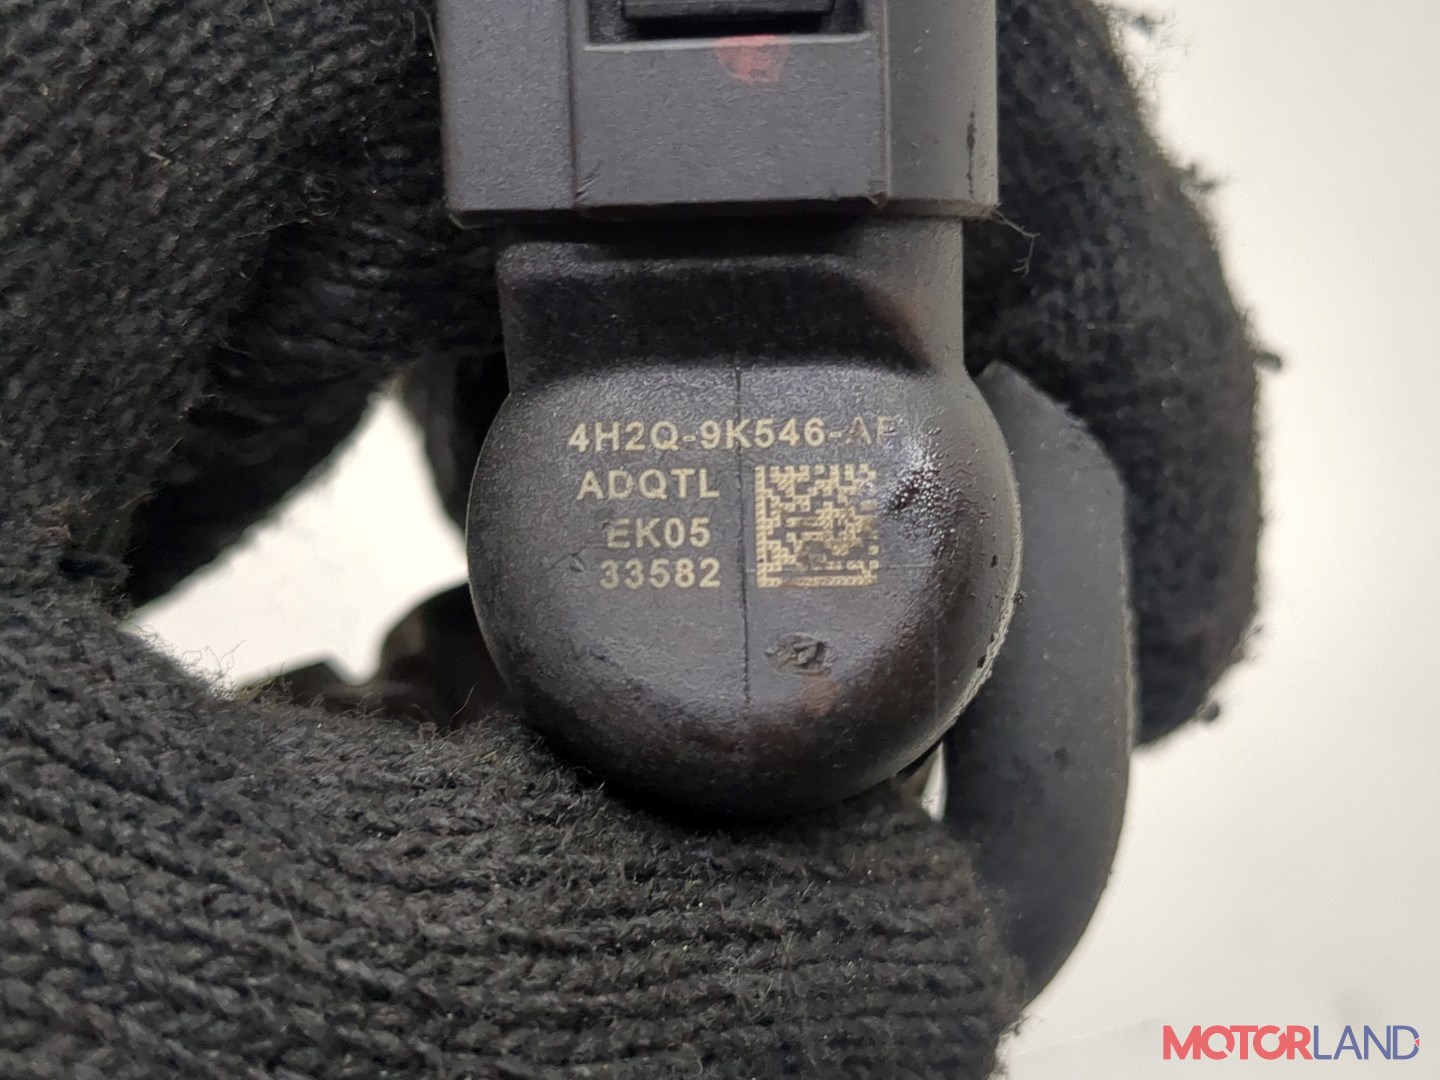 4H2Q-9K546-AF
ADQTL
EK05
33582
MOTORLAND